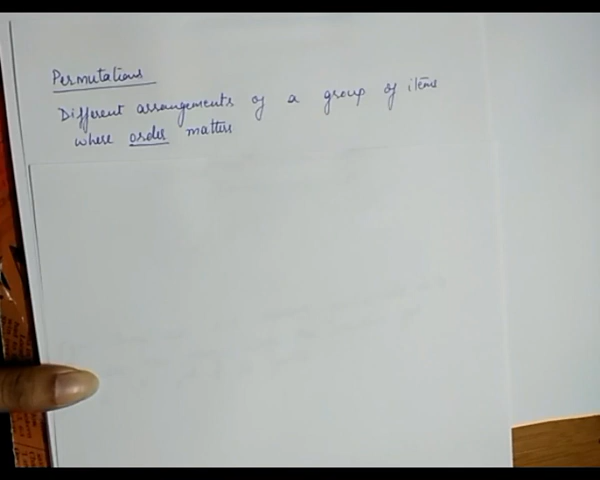 Permutations
Different arrangements of a group of items
where order matters